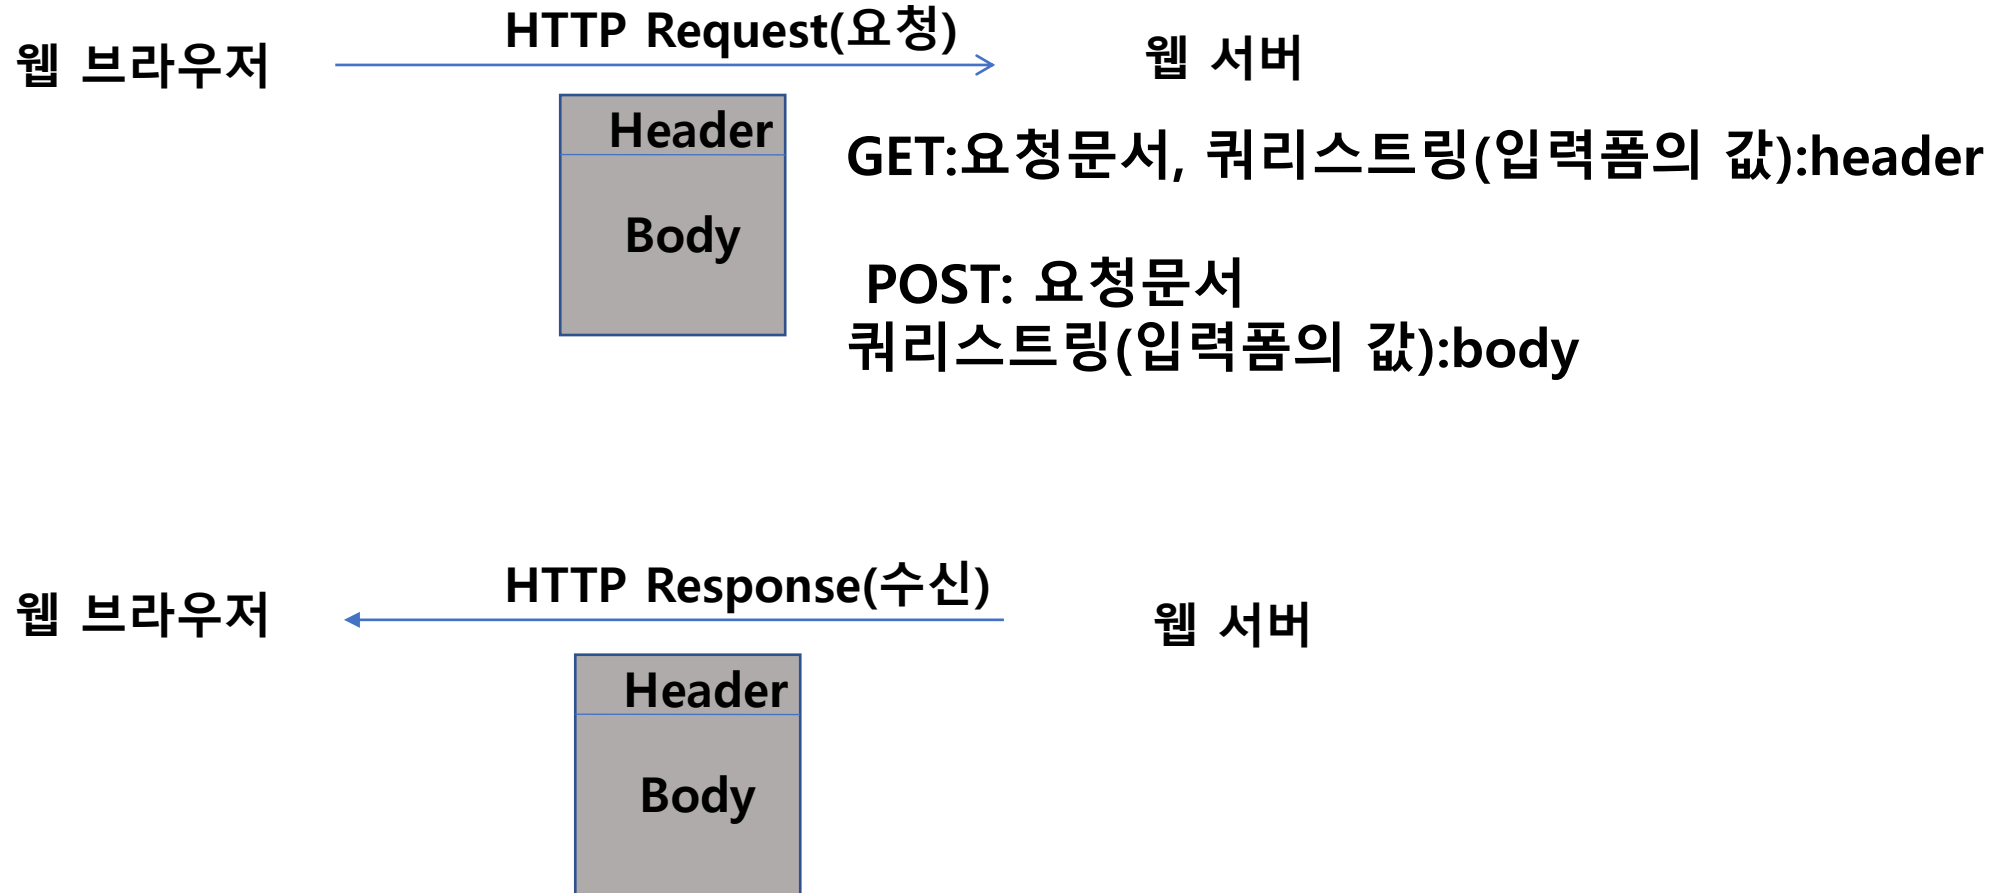 웹 브라우저
HTTP Request(요청)
웹 서버
Header
Body
GET:요청문서, 쿼리스트링(입력폼의 값):header
POST: 요청문서
쿼리스트링(입력폼의 값):body
웹 브라우저
HTTP Response(수신)
웹 서버
Header
Body